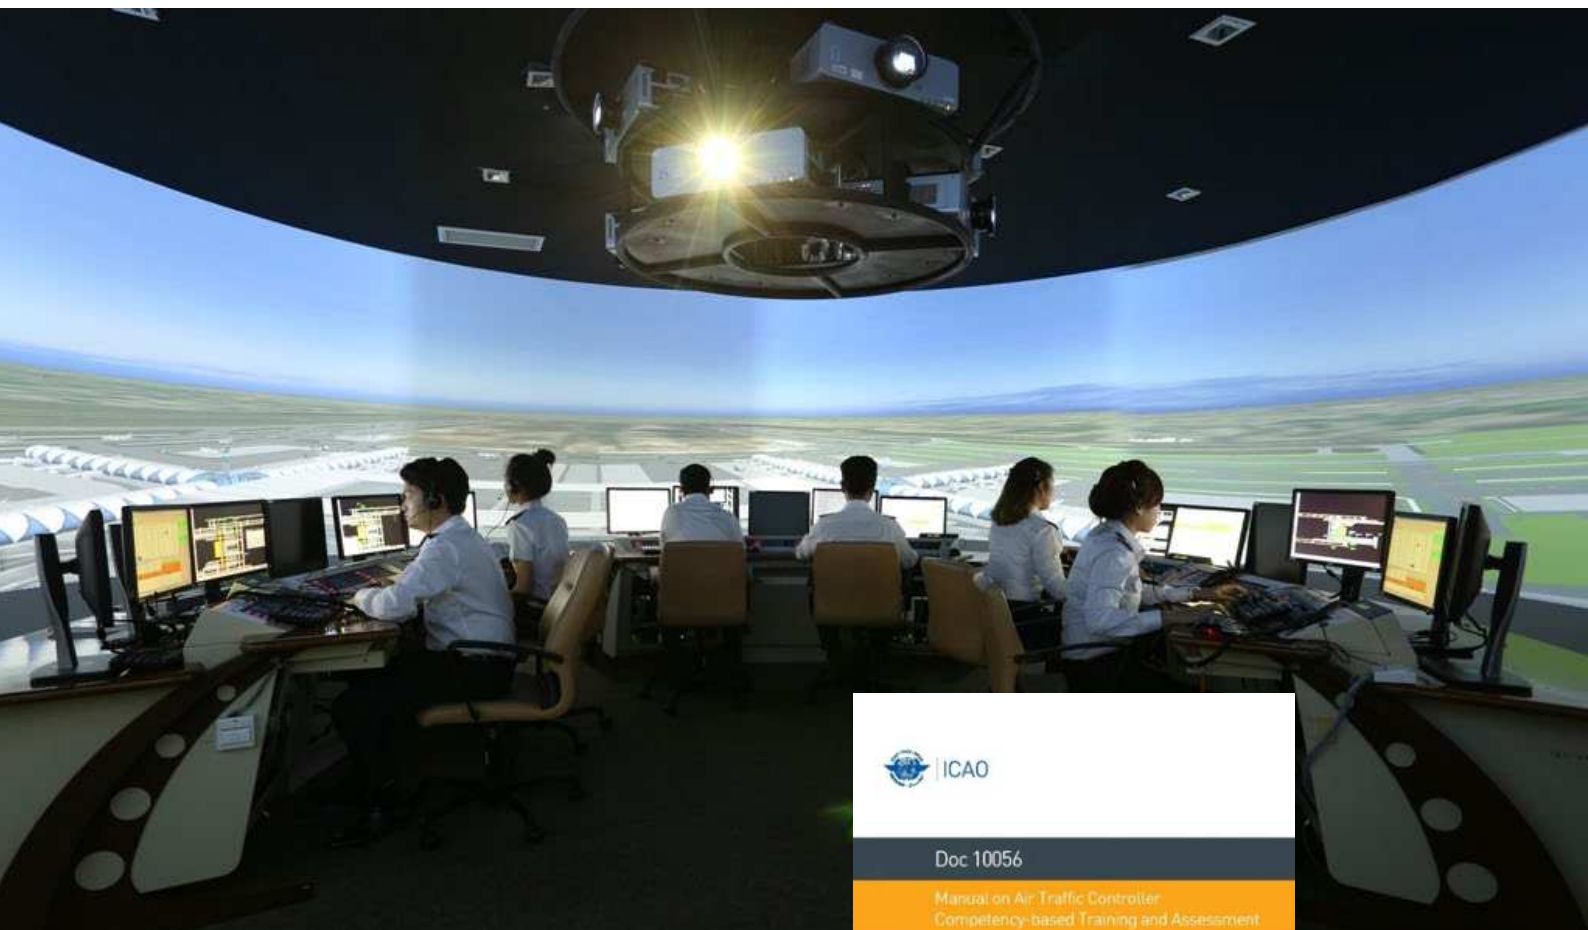 ICAO
Doc 10056
Manual on Air Traffic Controller
Competency-based Training and Assessment